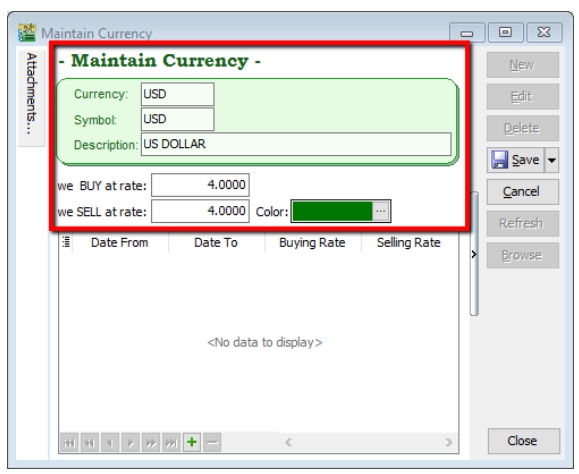 Maintain Currency
Attachments...
- Maintain Currency -
Currency: USD
Symbol: USD
Description: US DOLLAR
we BUY at rate: 4.0000
we SELL at rate: 4.0000 Color: ...
Date From Date To Buying Rate Selling Rate
<No data to display>
New
Edit
Delete
Save
Cancel
Refresh
Browse
Close